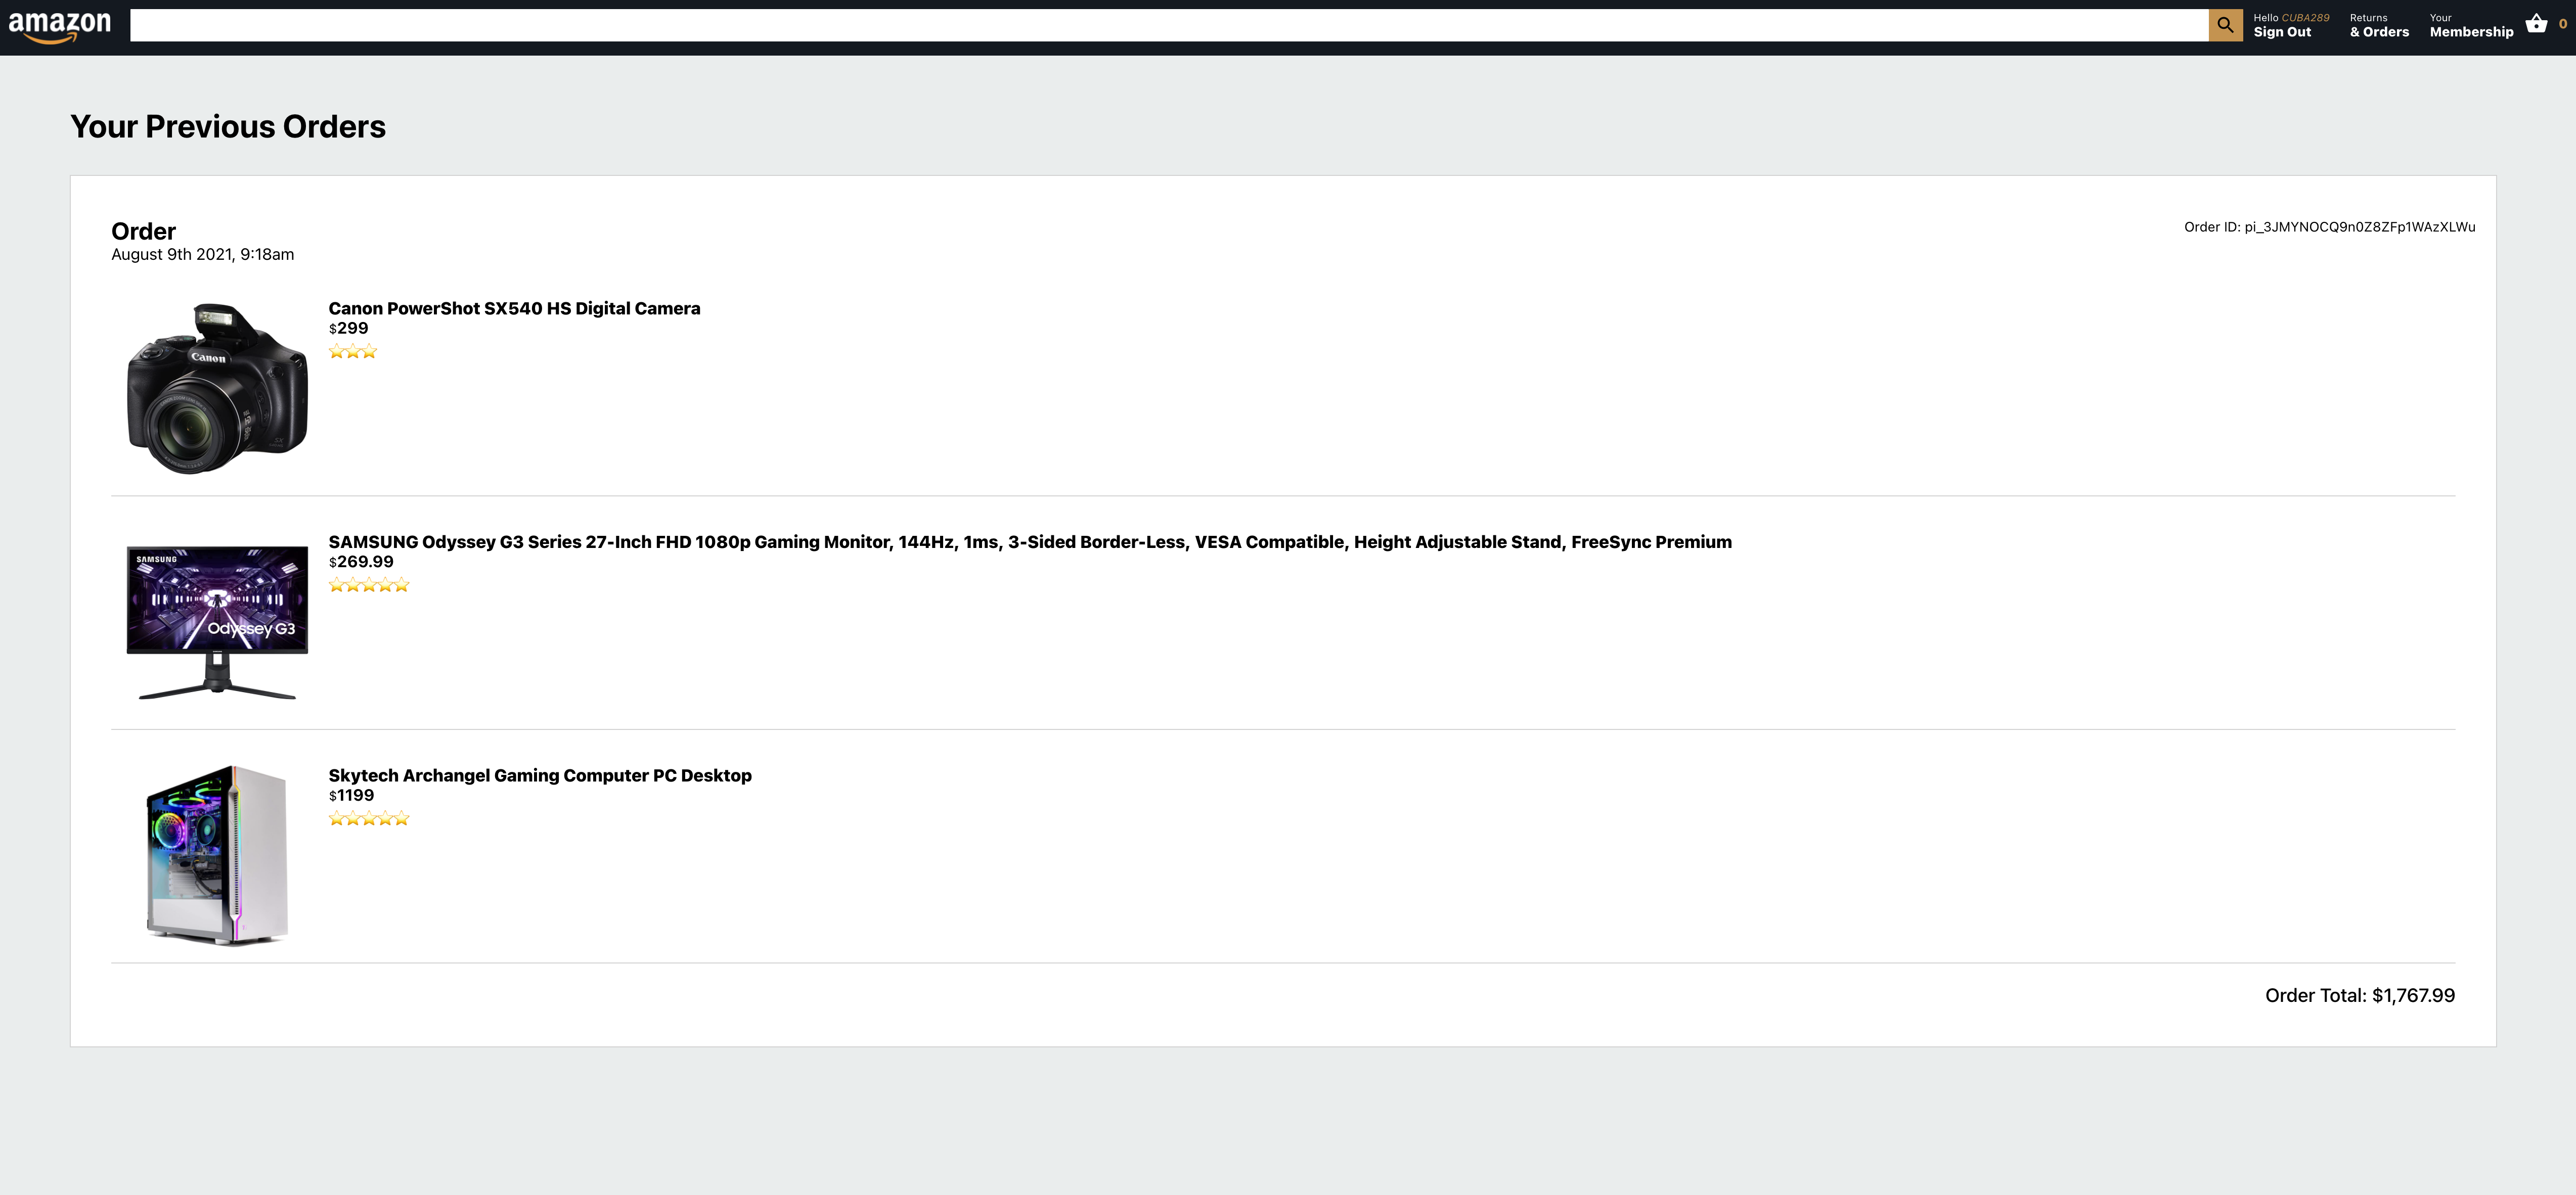 amazon
Hello CUBA289
Sign Out
Returns
& Orders
Your
Membership
0
Your Previous Orders
Order
August 9th 2021, 9:18am
Order ID: pi_3JMYNOCQ9n0Z8ZFp1WAzXLWu
Canon
Canon PowerShot SX540 HS Digital Camera
$299
⭐⭐⭐
SAMSUNG
Odyssey G3
SAMSUNG Odyssey G3 Series 27-Inch FHD 1080p Gaming Monitor, 144Hz, 1ms, 3-Sided Border-Less, VESA Compatible, Height Adjustable Stand, FreeSync Premium
$269.99
⭐⭐⭐⭐⭐
Skytech Archangel Gaming Computer PC Desktop
$1199
⭐⭐⭐⭐⭐
Order Total: $1,767.99